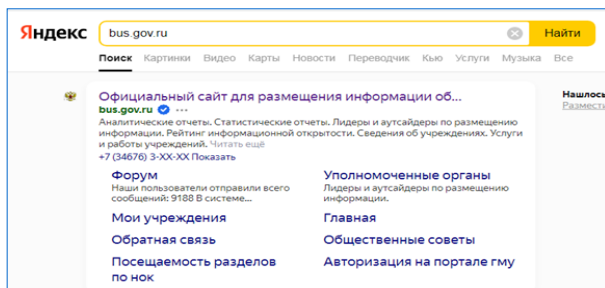 Яндекс
bus.gov.ru
Найти
Поиск Картинки Видео Карты Новости Переводчик Кью Услуги Музыка Все
Официальный сайт для размещения информации об...
bus.gov.ru ...
Аналитические отчеты. Статистические отчеты. Лидеры и аутсайдеры по размещению
информации. Рейтинг информационной открытости. Сведения об учреждениях. Услуги
и работы учреждений. Читать ещё
+7 (34676) 3-XX-XX Показать
Форум
Наши пользователи отправили всего
сообщений: 9188 В системе...
Уполномоченные органы
Лидеры и аутсайдеры по размещению
информации.
Мои учреждения
Главная
Обратная связь
Общественные советы
Посещаемость разделов
по нок
Авторизация на портале гму
Нашлось
Размести